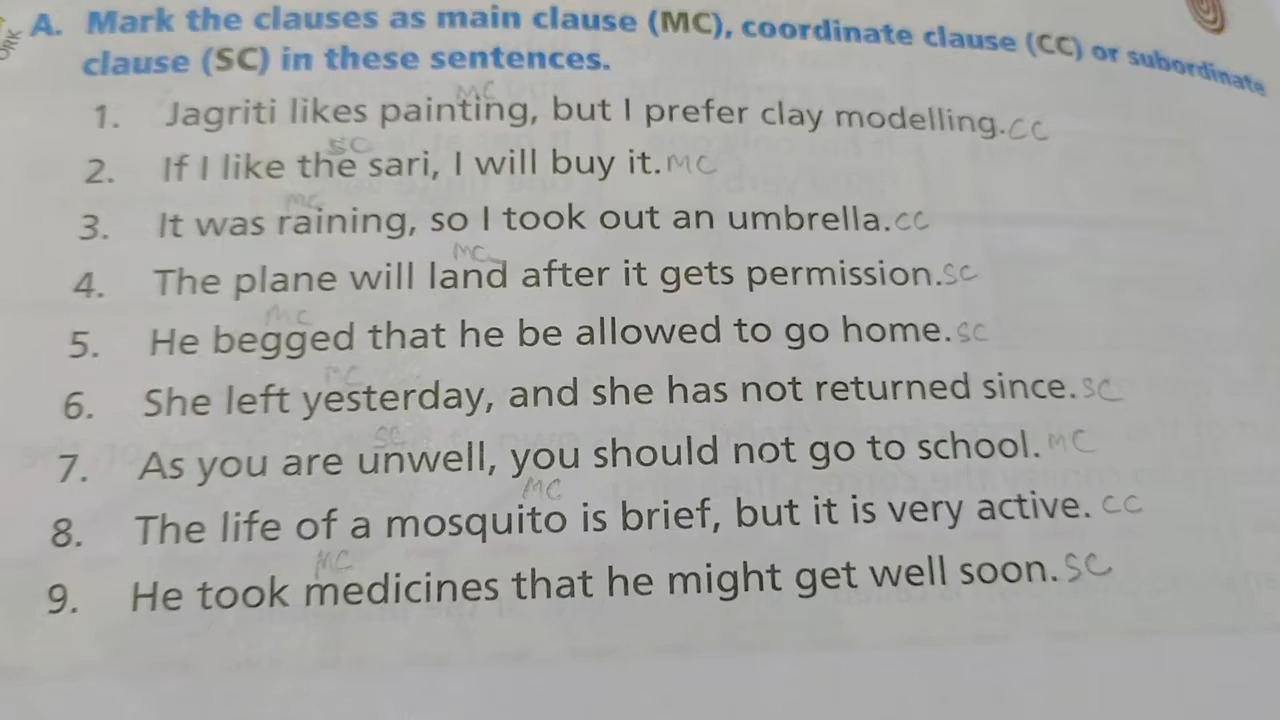 A. Mark the clauses as main clause (MC), coordinate clause (CC) or subordinate
clause (SC) in these sentences.
MC
1. Jagriti likes painting, but I prefer clay modelling. CC
SC
2. If I like the sari, I will buy it. MC
mc
3. It was raining, so I took out an umbrella. CC
MC
4. The plane will land after it gets permission. SC
MC
5. He begged that he be allowed to go home. SC
MC
6. She left yesterday, and she has not returned since. SC
SC
7. As you are unwell, you should not go to school. MC
MC
8. The life of a mosquito is brief, but it is very active. CC
MC
9. He took medicines that he might get well soon. SC